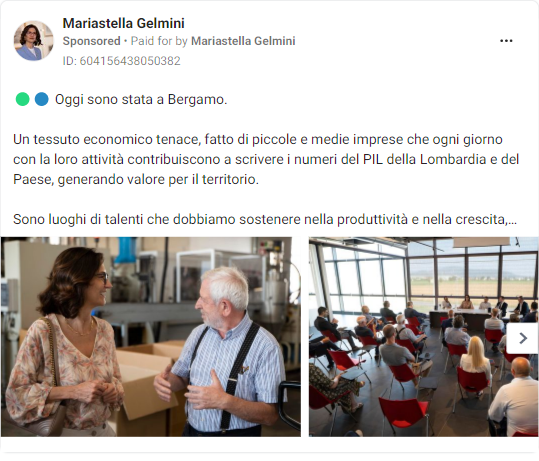 Mariastella Gelmini
Sponsored • Paid for by Mariastella Gelmini
ID: 604156438050382
Oggi sono stata a Bergamo.
Un tessuto economico tenace, fatto di piccole e medie imprese che ogni giorno
con la loro attività contribuiscono a scrivere i numeri del PIL della Lombardia e del
Paese, generando valore per il territorio.
Sono luoghi di talenti che dobbiamo sostenere nella produttività e nella crescita,...